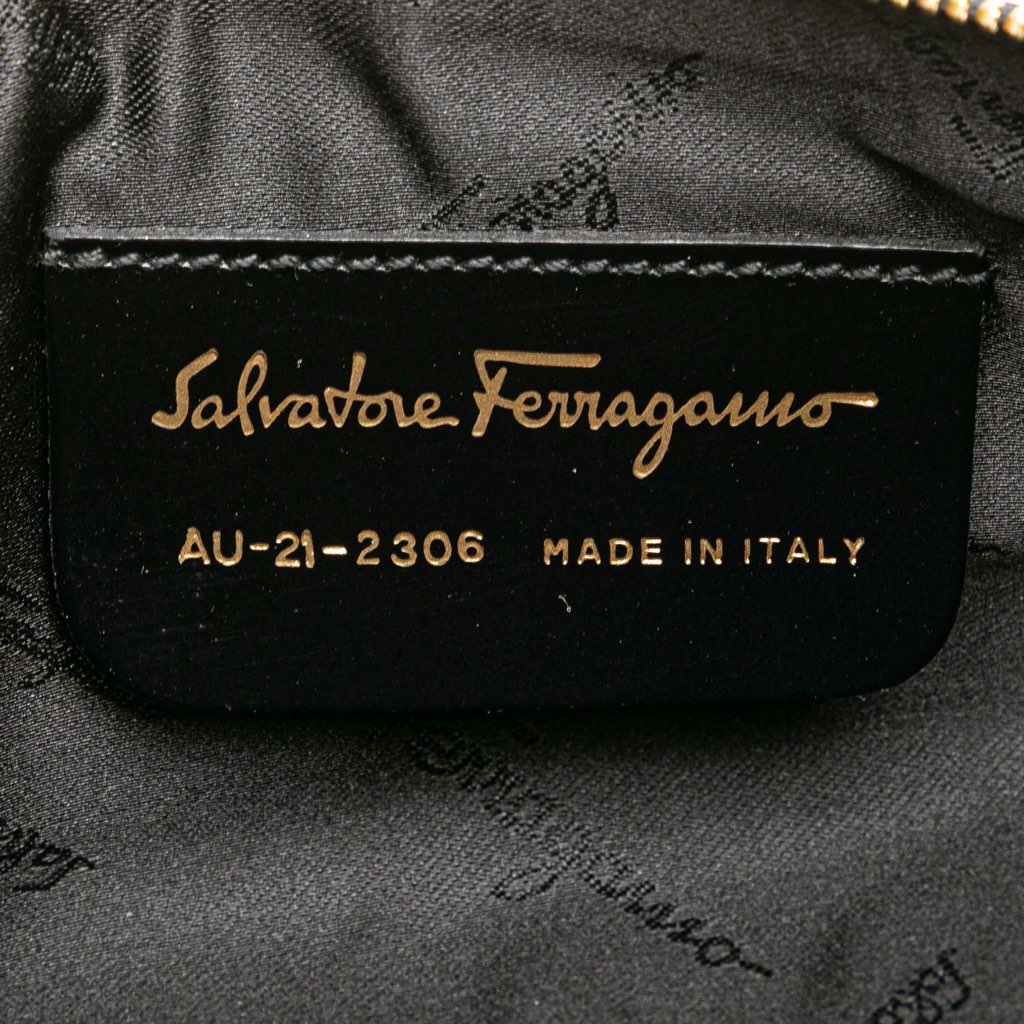 Salvatore Ferragamo
AU-21-2306 MADE IN ITALY